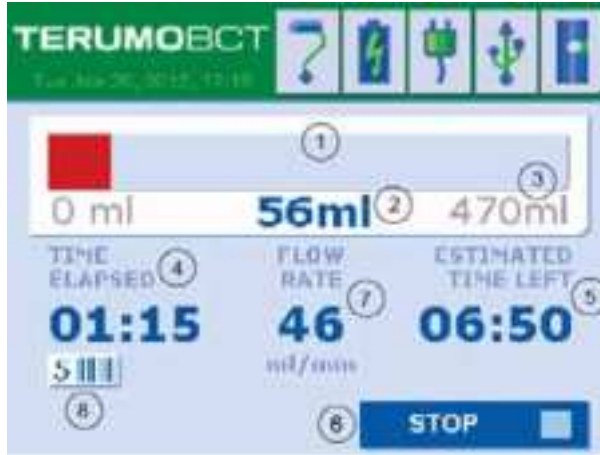 TERUMOBCT
1
3
0 ml 56ml 2 470ml
TIME ELAPSED 4
FLOW RATE 7
ESTIMATED TIME LEFT 5
01:15 46 06:50
5 ml/min
8 6 STOP